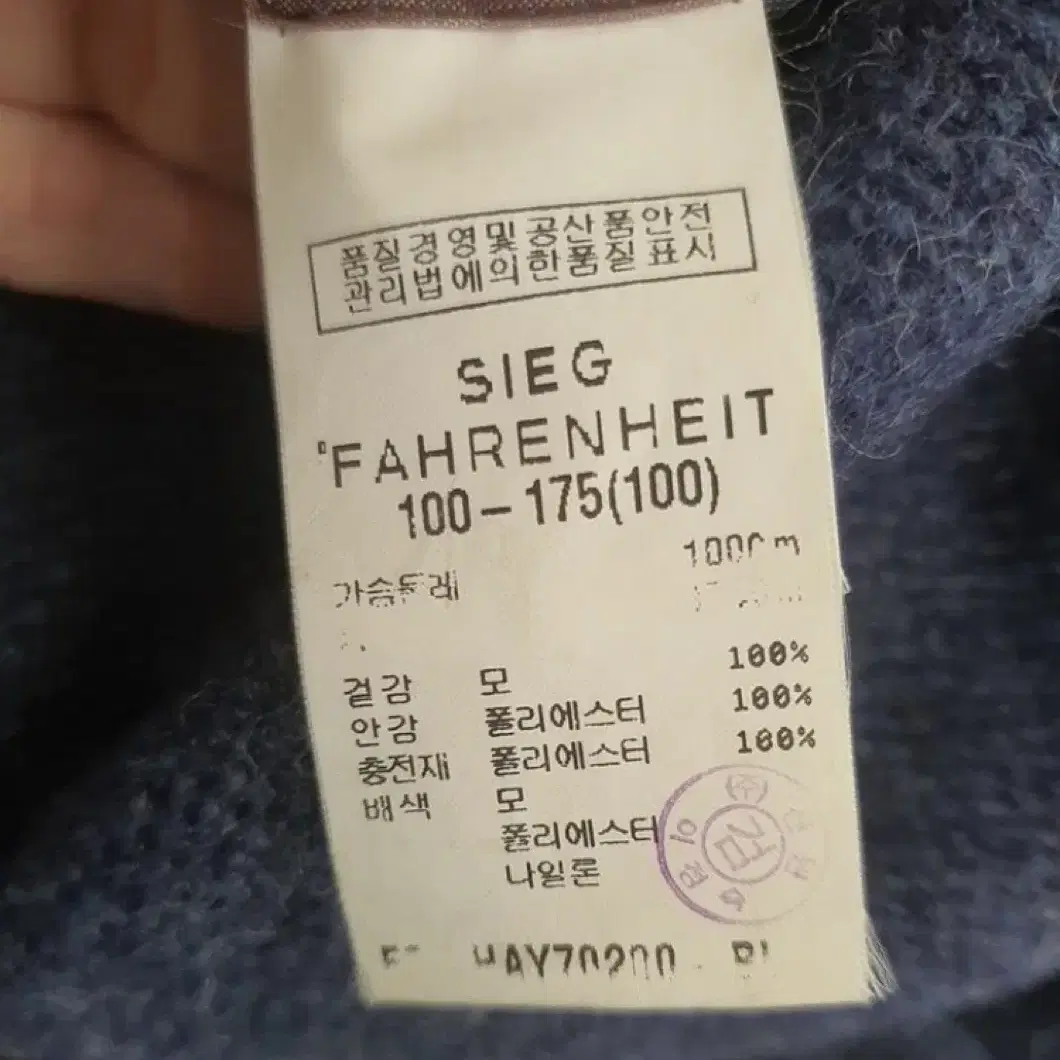 품질경영및공산품안전
관리법에의한품질표시
SIEG
°FAHRENHEIT
100-175(100)
가슴둘레
겉감 모 100%
안감 폴리에스터 100%
충전재 폴리에스터 100%
배색 모
폴리에스터
나일론
(주)
검